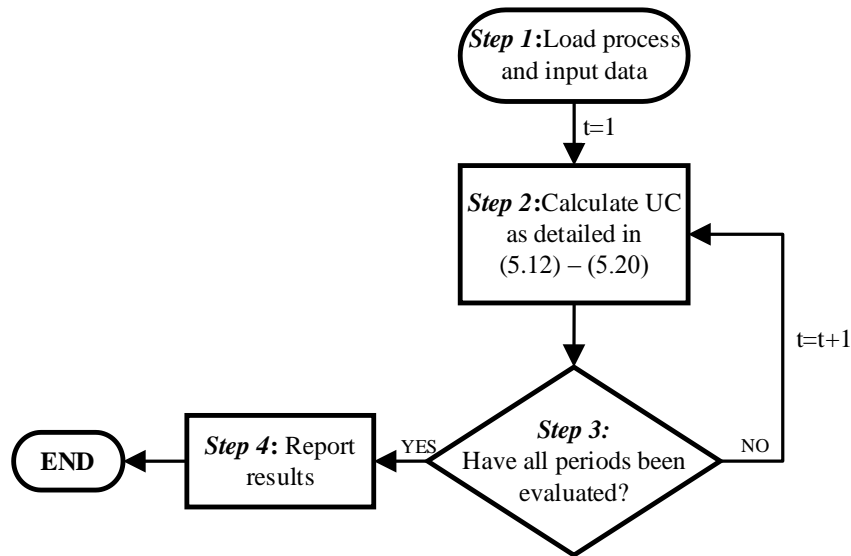 Step 1:Load process
and input data
t=1
Step 2:Calculate UC
as detailed in
(5.12) – (5.20)
t=t+1
Step 3:
Have all periods been
evaluated?
NO
YES
Step 4: Report
results
END